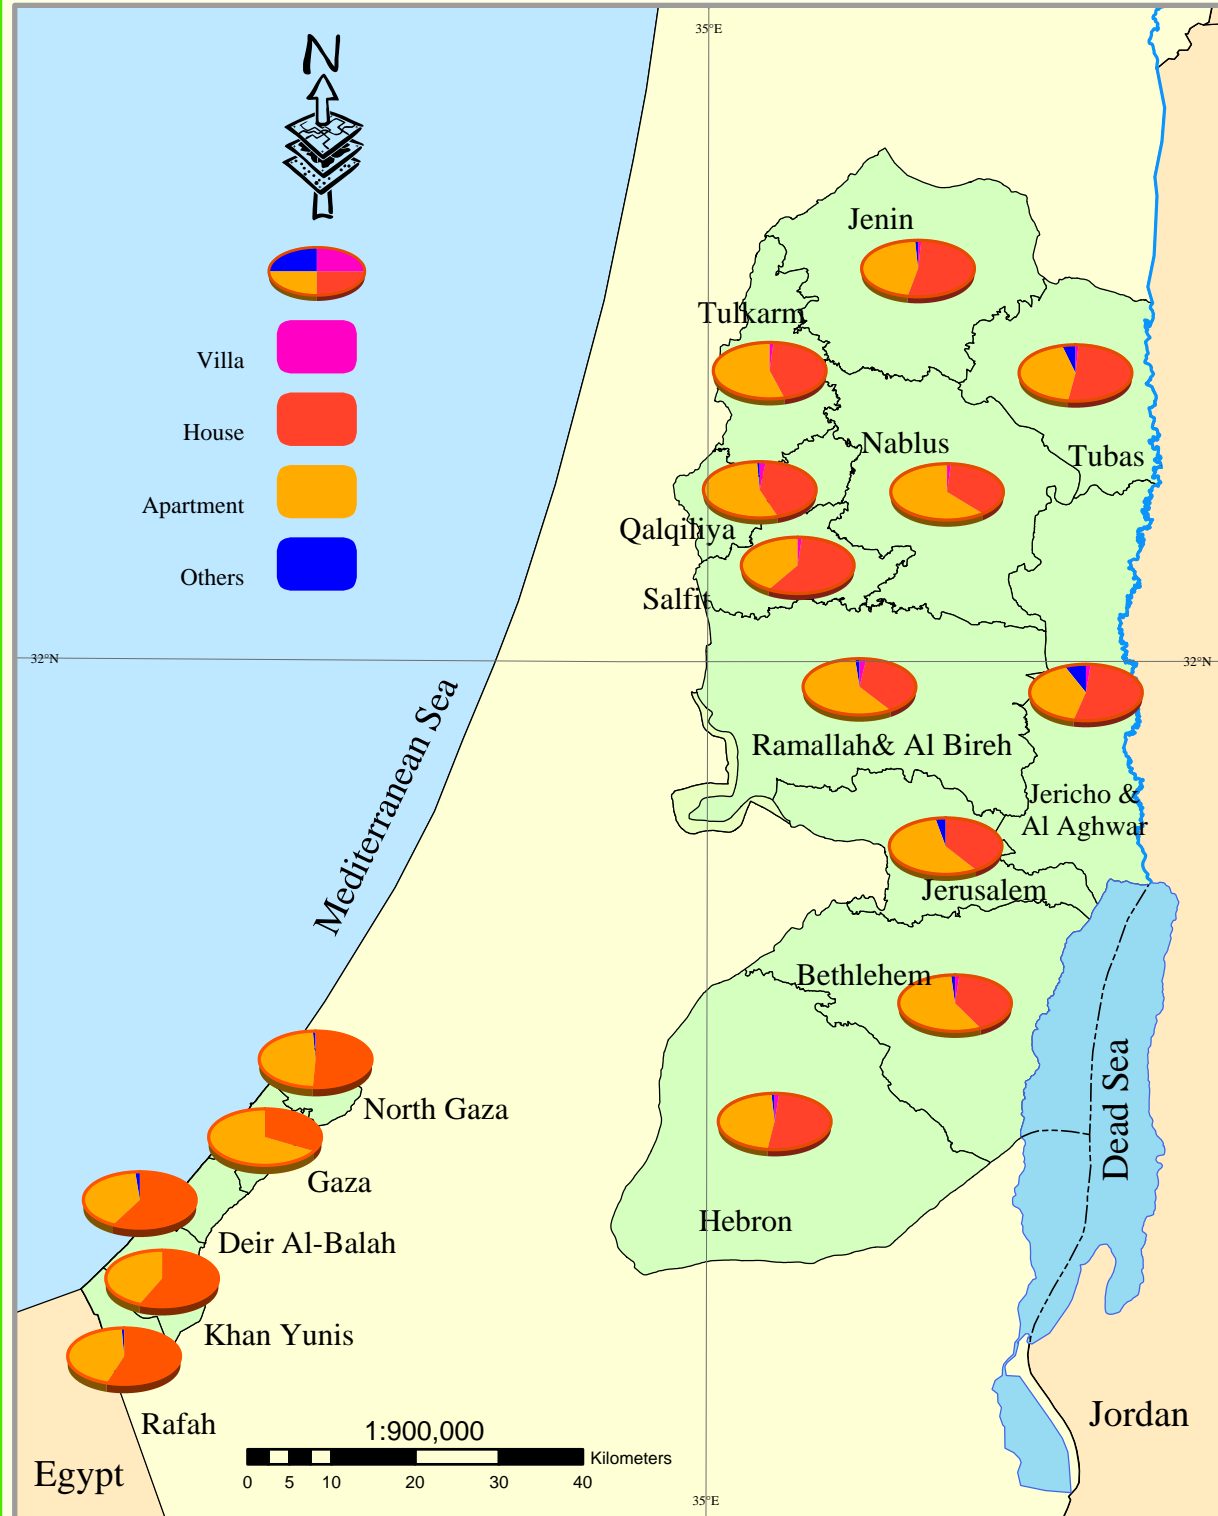 35°E
N
Jenin
Tulkarm
Villa
House
Nablus
Tubas
Apartment
Qalqiliya
Others
Salfit
32°N
32°N
Mediterranean Sea
Ramallah& Al Bireh
Jericho &
Al Aghwar
Jerusalem
Bethlehem
Dead Sea
North Gaza
Gaza
Hebron
Deir Al-Balah
Khan Yunis
Rafah
Jordan
1:900,000
Kilometers
0 5 10 20 30 40
Egypt
35°E